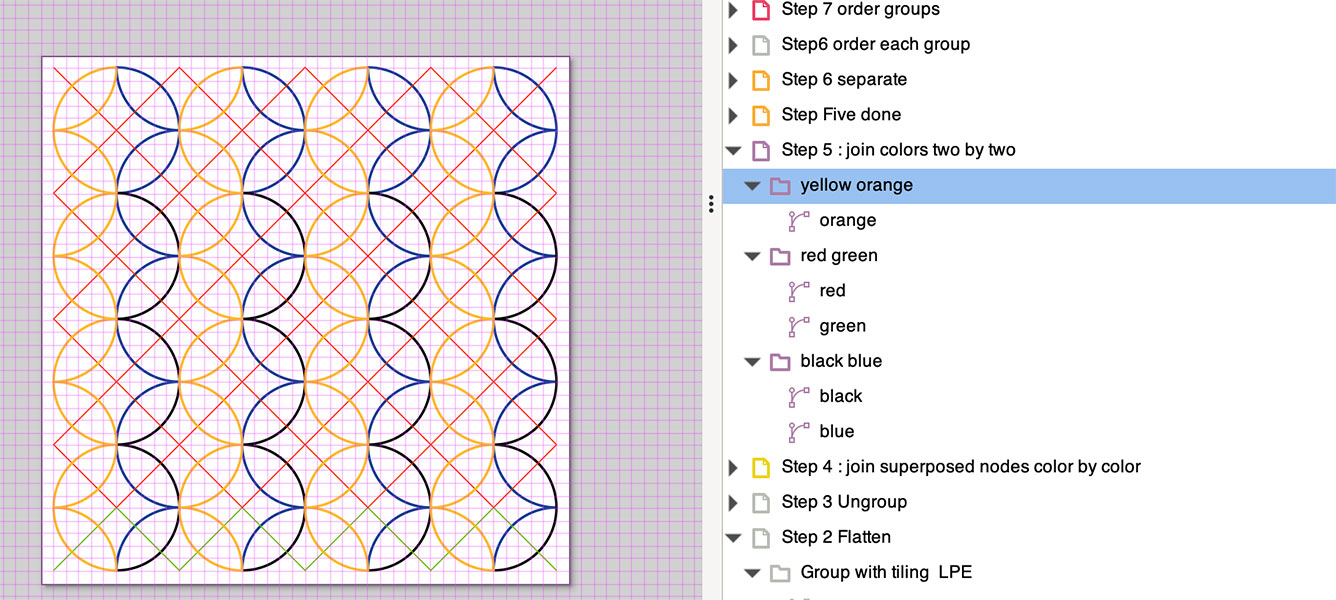 Step 7 order groups
Step6 order each group
Step 6 separate
Step Five done
Step 5 : join colors two by two
yellow orange
orange
red green
red
green
black blue
black
blue
Step 4 : join superposed nodes color by color
Step 3 Ungroup
Step 2 Flatten
Group with tiling  LPE